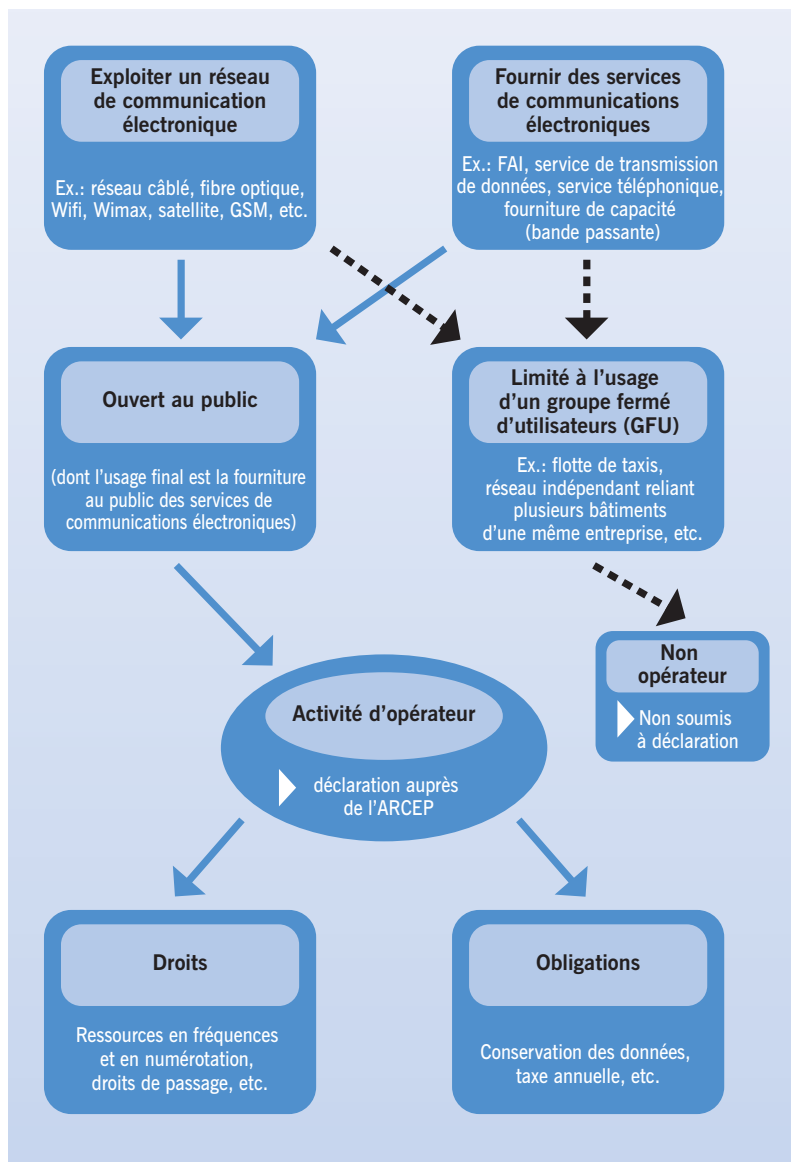 Exploiter un réseau
de communication
électronique
Ex.: réseau câblé, fibre optique,
Wifi, Wimax, satellite, GSM, etc.
Fournir des services
de communications
électroniques
Ex.: FAI, service de transmission
de données, service téléphonique,
fourniture de capacité
(bande passante)
Ouvert au public
(dont l'usage final est la fourniture
au public des services de
communications électroniques)
Limité à l'usage
d'un groupe fermé
d'utilisateurs (GFU)
Ex.: flotte de taxis,
réseau indépendant reliant
plusieurs bâtiments
d'une même entreprise, etc.
Non
opérateur
Non soumis
à déclaration
Activité d'opérateur
déclaration auprès
de l'ARCEP
Droits
Ressources en fréquences
et en numérotation,
droits de passage, etc.
Obligations
Conservation des données,
taxe annuelle, etc.